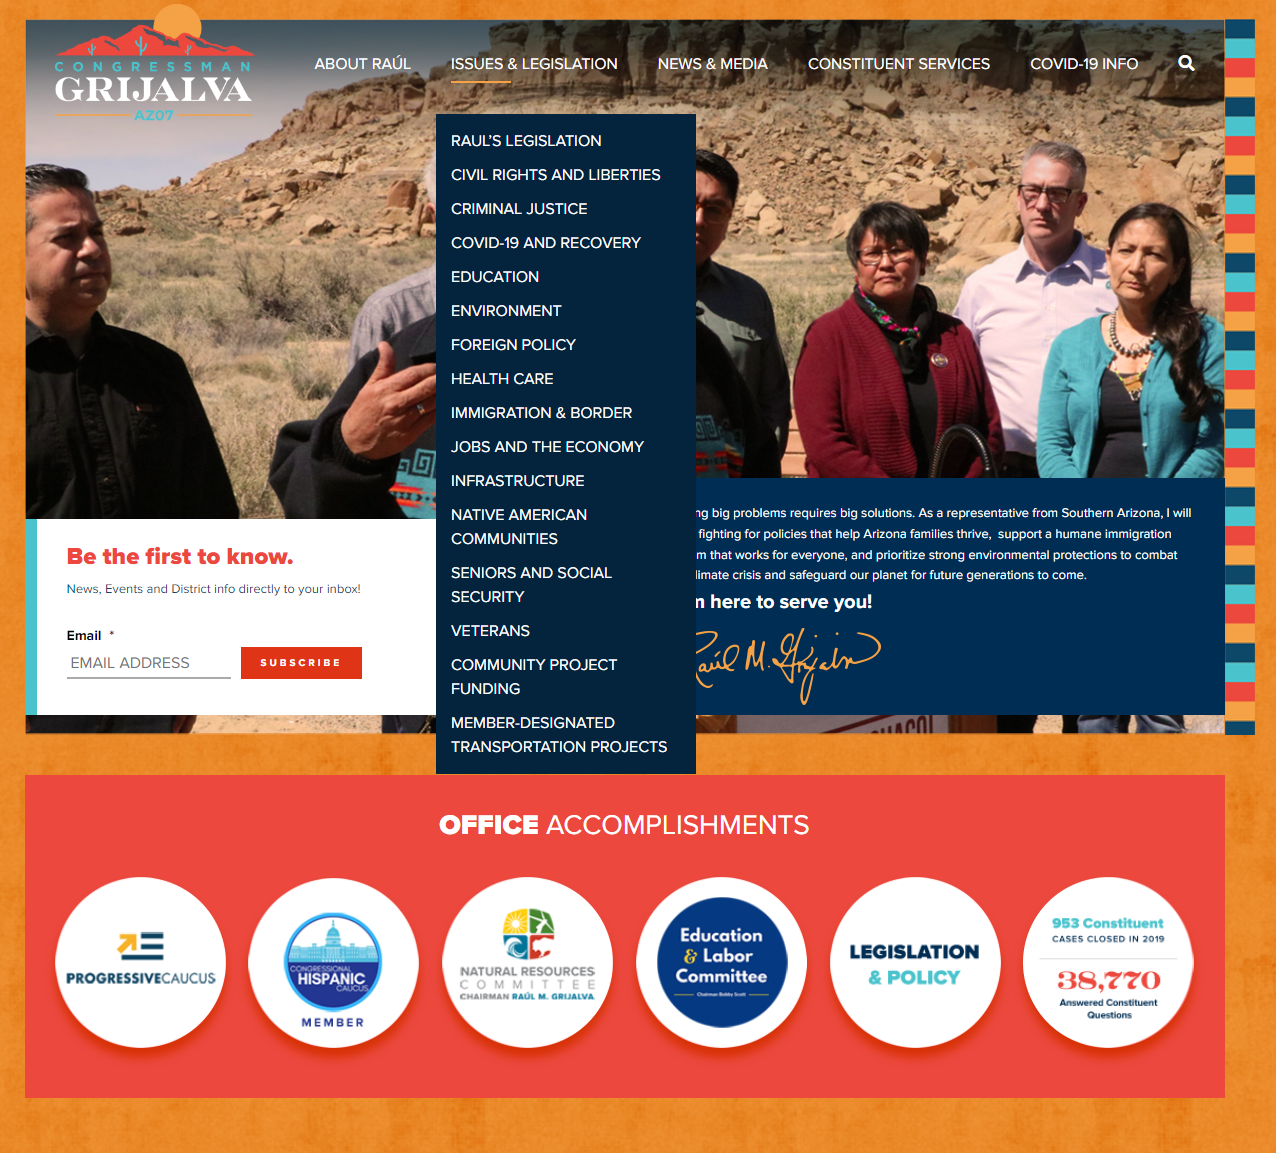 CONGRESSMAN
GRIJALVA
AZ07
ABOUT RAÚL
ISSUES & LEGISLATION
NEWS & MEDIA
CONSTITUENT SERVICES
COVID-19 INFO
RAUL'S LEGISLATION
CIVIL RIGHTS AND LIBERTIES
CRIMINAL JUSTICE
COVID-19 AND RECOVERY
EDUCATION
ENVIRONMENT
FOREIGN POLICY
HEALTH CARE
IMMIGRATION & BORDER
JOBS AND THE ECONOMY
INFRASTRUCTURE
NATIVE AMERICAN
COMMUNITIES
SENIORS AND SOCIAL
SECURITY
VETERANS
COMMUNITY PROJECT
FUNDING
MEMBER-DESIGNATED
TRANSPORTATION PROJECTS
Be the first to know.
News, Events and District info directly to your inbox!
Email *
EMAIL ADDRESS
SUBSCRIBE
big problems requires big solutions. As a representative from Southern Arizona, I will
fighting for policies that help Arizona families thrive, support a humane immigration
that works for everyone, and prioritize strong environmental protections to combat
and safeguard our planet for future generations to come.
here to serve you!
Raúl M. Grijalva
OFFICE ACCOMPLISHMENTS
PROGRESSIVECAUCUS
CONGRESSIONAL
HISPANIC
CAUCUS
MEMBER
NATURAL RESOURCES
COMMITTEE
CHAIRMAN RAÚL M. GRIJALVA
Education
& Labor
Committee
Chairman Bobby Scott
LEGISLATION
& POLICY
953 Constituent
CASES CLOSED IN 2019
38,770
Answered Constituent
Questions